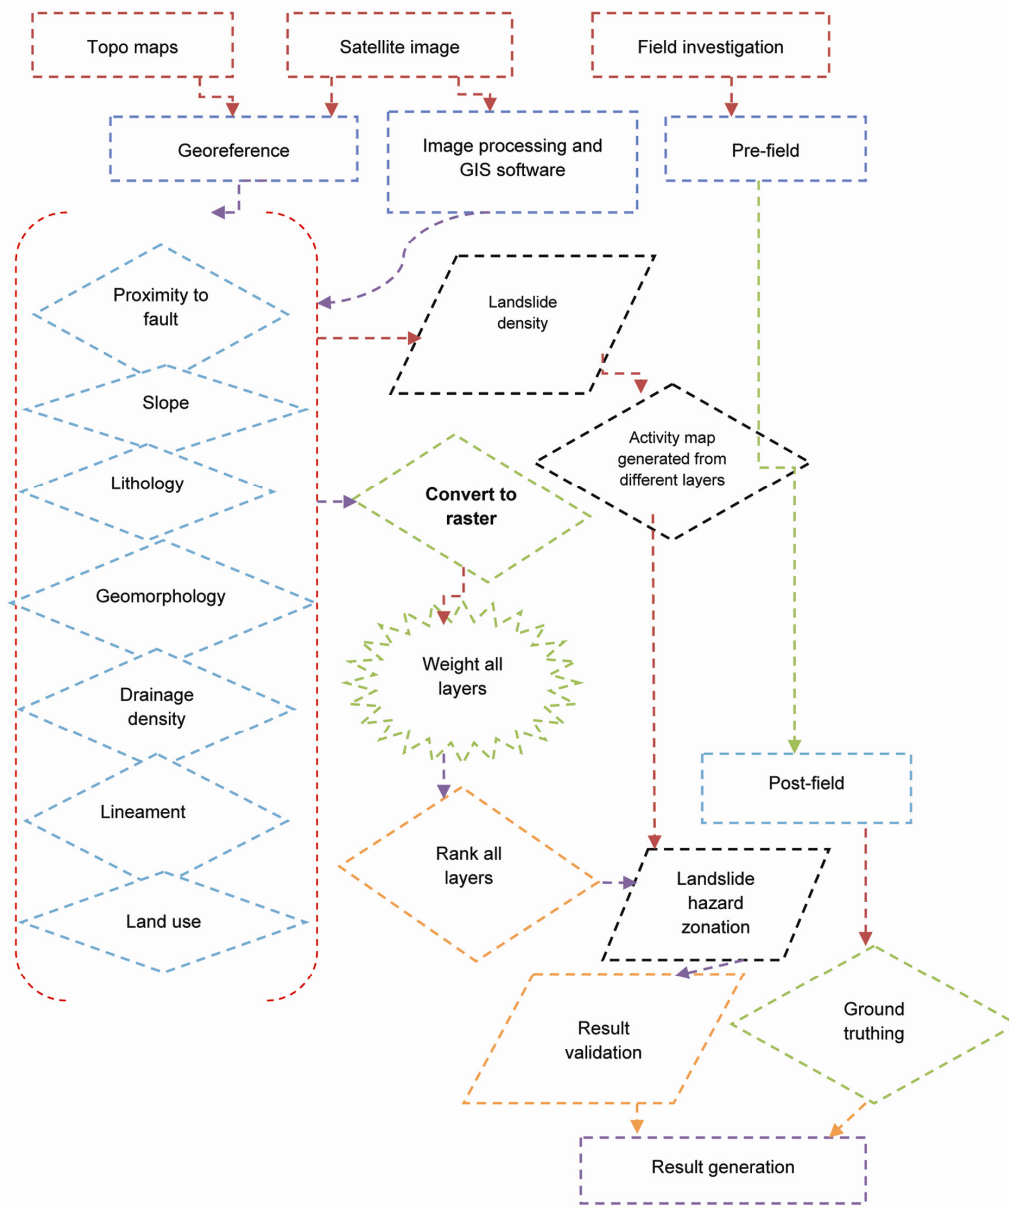 Topo maps
Satellite image
Field investigation
Georeference
Image processing and
GIS software
Pre-field
Proximity to
fault
Slope
Lithology
Geomorphology
Drainage
density
Lineament
Land use
Landslide
density
Activity map
generated from
different layers
Convert to
raster
Weight all
layers
Rank all
layers
Post-field
Landslide
hazard
zonation
Ground
truthing
Result
validation
Result generation